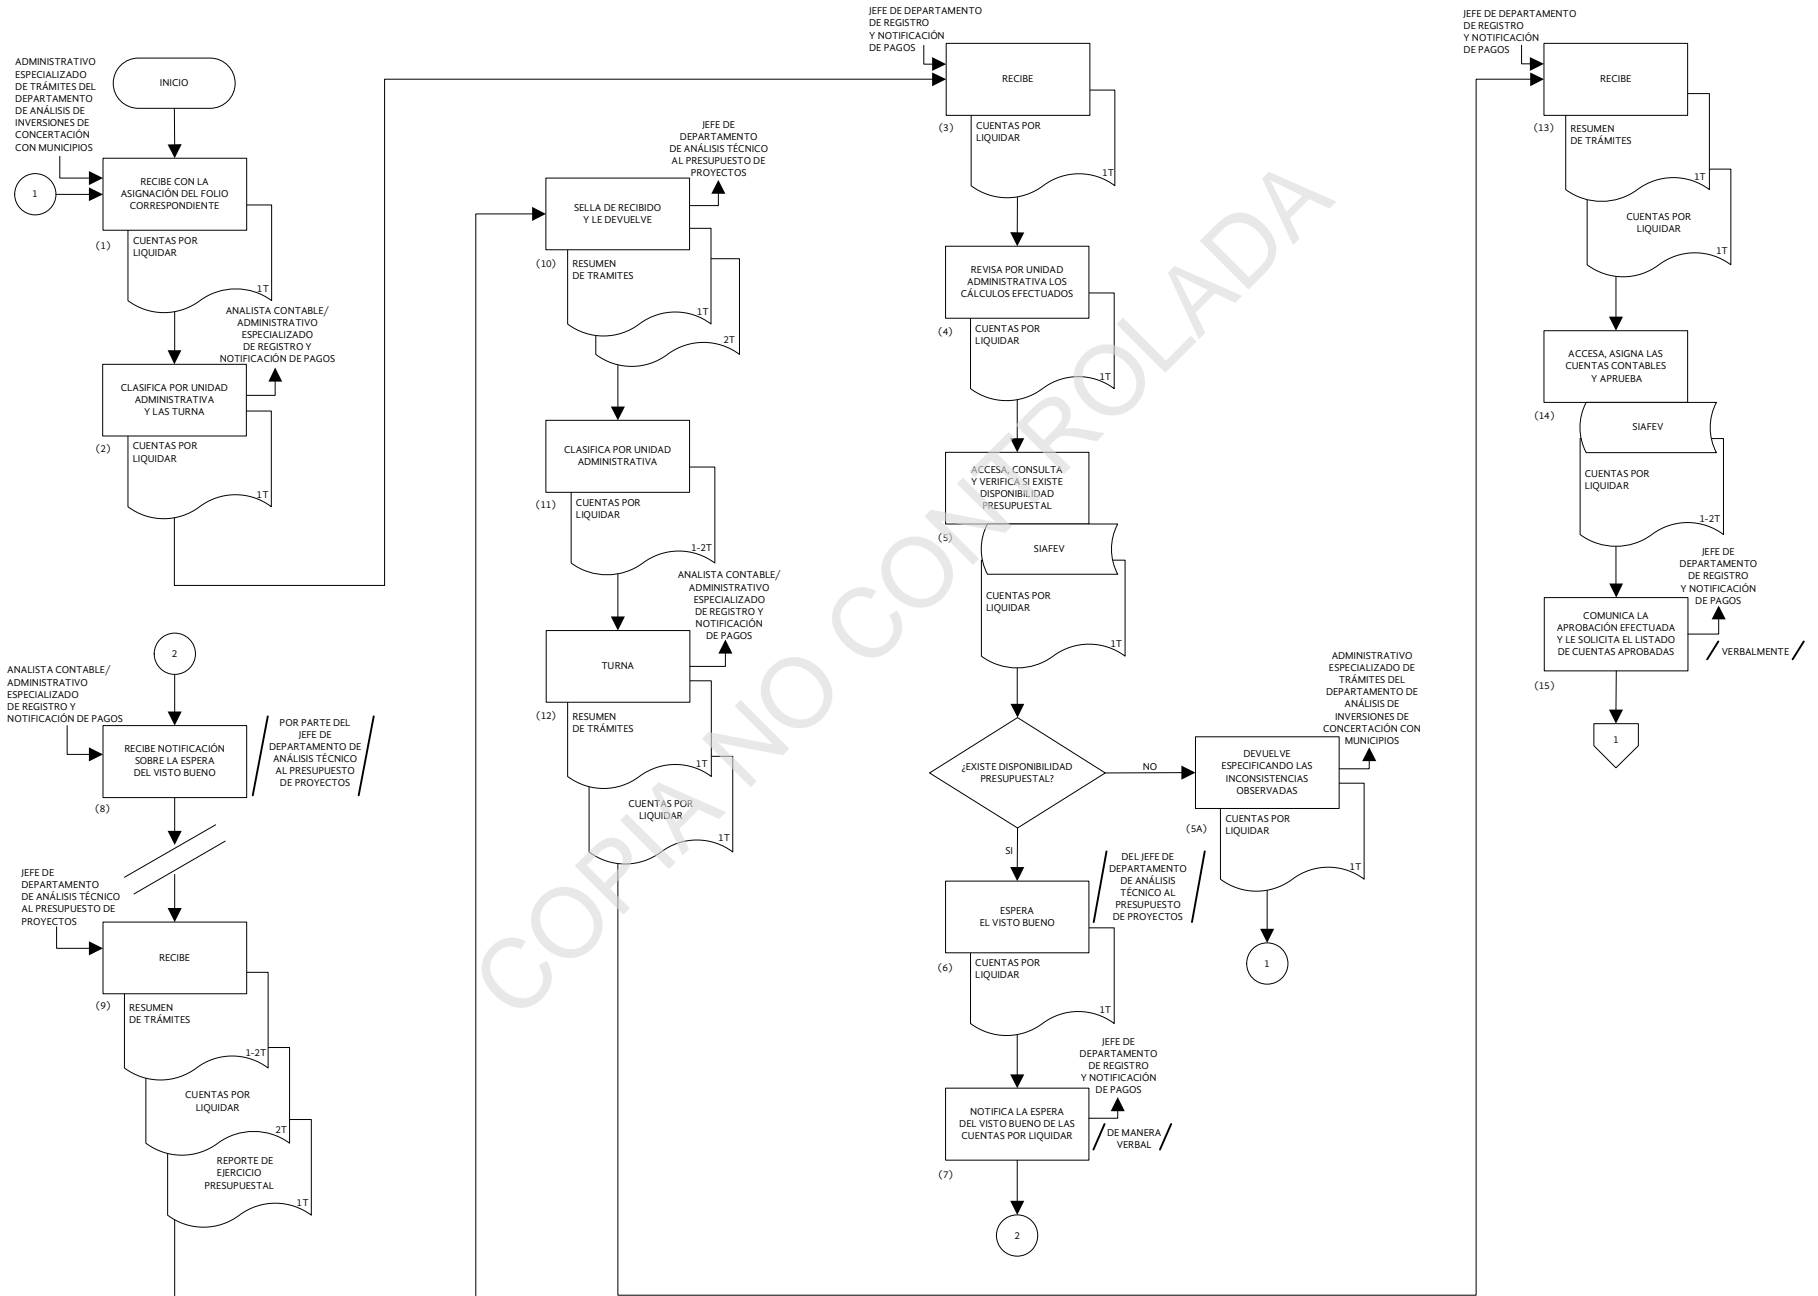 ADMINISTRATIVO
ESPECIALIZADO
DE TRÁMITES DEL
DEPARTAMENTO
DE ANÁLISIS DE
INVERSIONES DE
CONCERTACIÓN
CON MUNICIPIOS
INICIO
1
RECIBE CON LA
ASIGNACIÓN DEL FOLIO
CORRESPONDIENTE
(1)
CUENTAS POR
LIQUIDAR
1T
ANALISTA CONTABLE/
ADMINISTRATIVO
ESPECIALIZADO
DE REGISTRO Y
NOTIFICACIÓN DE PAGOS
CLASIFICA POR UNIDAD
ADMINISTRATIVA
Y LAS TURNA
(2)
CUENTAS POR
LIQUIDAR
1T
2
ANALISTA CONTABLE/
ADMINISTRATIVO
ESPECIALIZADO
DE REGISTRO Y
NOTIFICACIÓN DE PAGOS
RECIBE NOTIFICACIÓN
SOBRE LA ESPERA
DEL VISTO BUENO
POR PARTE DEL
JEFE DE
DEPARTAMENTO DE
ANÁLISIS TÉCNICO
AL PRESUPUESTO
DE PROYECTOS
(8)
JEFE DE
DEPARTAMENTO
DE ANÁLISIS TÉCNICO
AL PRESUPUESTO DE
PROYECTOS
RECIBE
(9)
RESUMEN
DE TRÁMITES
1-2T
CUENTAS POR
LIQUIDAR
2T
REPORTE DE
EJERCICIO
PRESUPUESTAL
1T
JEFE DE
DEPARTAMENTO
DE ANÁLISIS TÉCNICO
AL PRESUPUESTO DE
PROYECTOS
SELLA DE RECIBIDO
Y LE DEVUELVE
(10)
RESUMEN
DE TRAMITES
1T
2T
CLASIFICA POR UNIDAD
ADMINISTRATIVA
(11)
CUENTAS POR
LIQUIDAR
1-2T
ANALISTA CONTABLE/
ADMINISTRATIVO
ESPECIALIZADO
DE REGISTRO Y
NOTIFICACIÓN
DE PAGOS
TURNA
(12)
RESUMEN
DE TRÁMITES
1T
CUENTAS POR
LIQUIDAR
1T
JEFE DE DEPARTAMENTO
DE REGISTRO
Y NOTIFICACIÓN
DE PAGOS
RECIBE
(3)
CUENTAS POR
LIQUIDAR
1T
REVISA POR UNIDAD
ADMINISTRATIVA LOS
CÁLCULOS EFECTUADOS
(4)
CUENTAS POR
LIQUIDAR
1T
ACCESA, CONSULTA
Y VERIFICA SI EXISTE
DISPONIBILIDAD
PRESUPUESTAL
(5)
SIAFEV
CUENTAS POR
LIQUIDAR
1T
¿EXISTE DISPONIBILIDAD
PRESUPUESTAL?
NO
SI
ADMINISTRATIVO
ESPECIALIZADO DE
TRÁMITES DEL
DEPARTAMENTO DE
ANÁLISIS DE
INVERSIONES DE
CONCERTACIÓN CON
MUNICIPIOS
DEVUELVE
ESPECIFICANDO LAS
INCONSISTENCIAS
OBSERVADAS
(5A)
CUENTAS POR
LIQUIDAR
1T
1
ESPERA
EL VISTO BUENO
DEL JEFE DE
DEPARTAMENTO
DE ANÁLISIS
TÉCNICO AL
PRESUPUESTO
DE PROYECTOS
(6)
CUENTAS POR
LIQUIDAR
1T
JEFE DE
DEPARTAMENTO
DE REGISTRO
Y NOTIFICACIÓN
DE PAGOS
NOTIFICA LA ESPERA
DEL VISTO BUENO DE LAS
CUENTAS POR LIQUIDAR
DE MANERA
VERBAL
(7)
2
JEFE DE DEPARTAMENTO
DE REGISTRO
Y NOTIFICACIÓN
DE PAGOS
RECIBE
(13)
RESUMEN
DE TRÁMITES
1T
CUENTAS POR
LIQUIDAR
1T
ACCESA, ASIGNA LAS
CUENTAS CONTABLES
Y APRUEBA
(14)
SIAFEV
CUENTAS POR
LIQUIDAR
1-2T
JEFE DE
DEPARTAMENTO
DE REGISTRO
Y NOTIFICACIÓN
DE PAGOS
COMUNICA LA
APROBACIÓN EFECTUADA
Y LE SOLICITA EL LISTADO
DE CUENTAS APROBADAS
VERBALMENTE
(15)
1
COPIA NO CONTROLADA